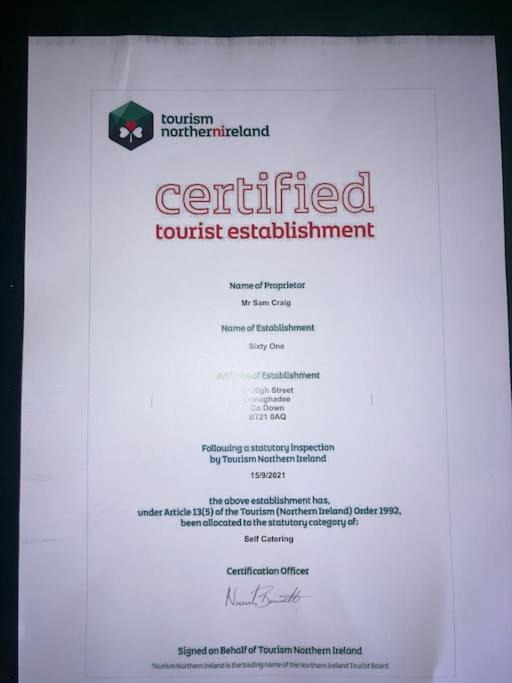 tourism
northernireland
certified
tourist establishment
Name of Proprietor
Mr Sam Craig
Name of Establishment
Sixty One
Address of Establishment
High Street
Donaghadee
Co Down
BT21 0AQ
Following a statutory inspection
by Tourism Northern Ireland
15/9/2021
the above establishment has,
under Article 13(5) of the Tourism (Northern Ireland) Order 1992,
been allocated to the statutory category of:
Self Catering
Certification Officer
Signed on Behalf of Tourism Northern Ireland
Tourism Northern Ireland is the trading name of the Northern Ireland Tourist Board